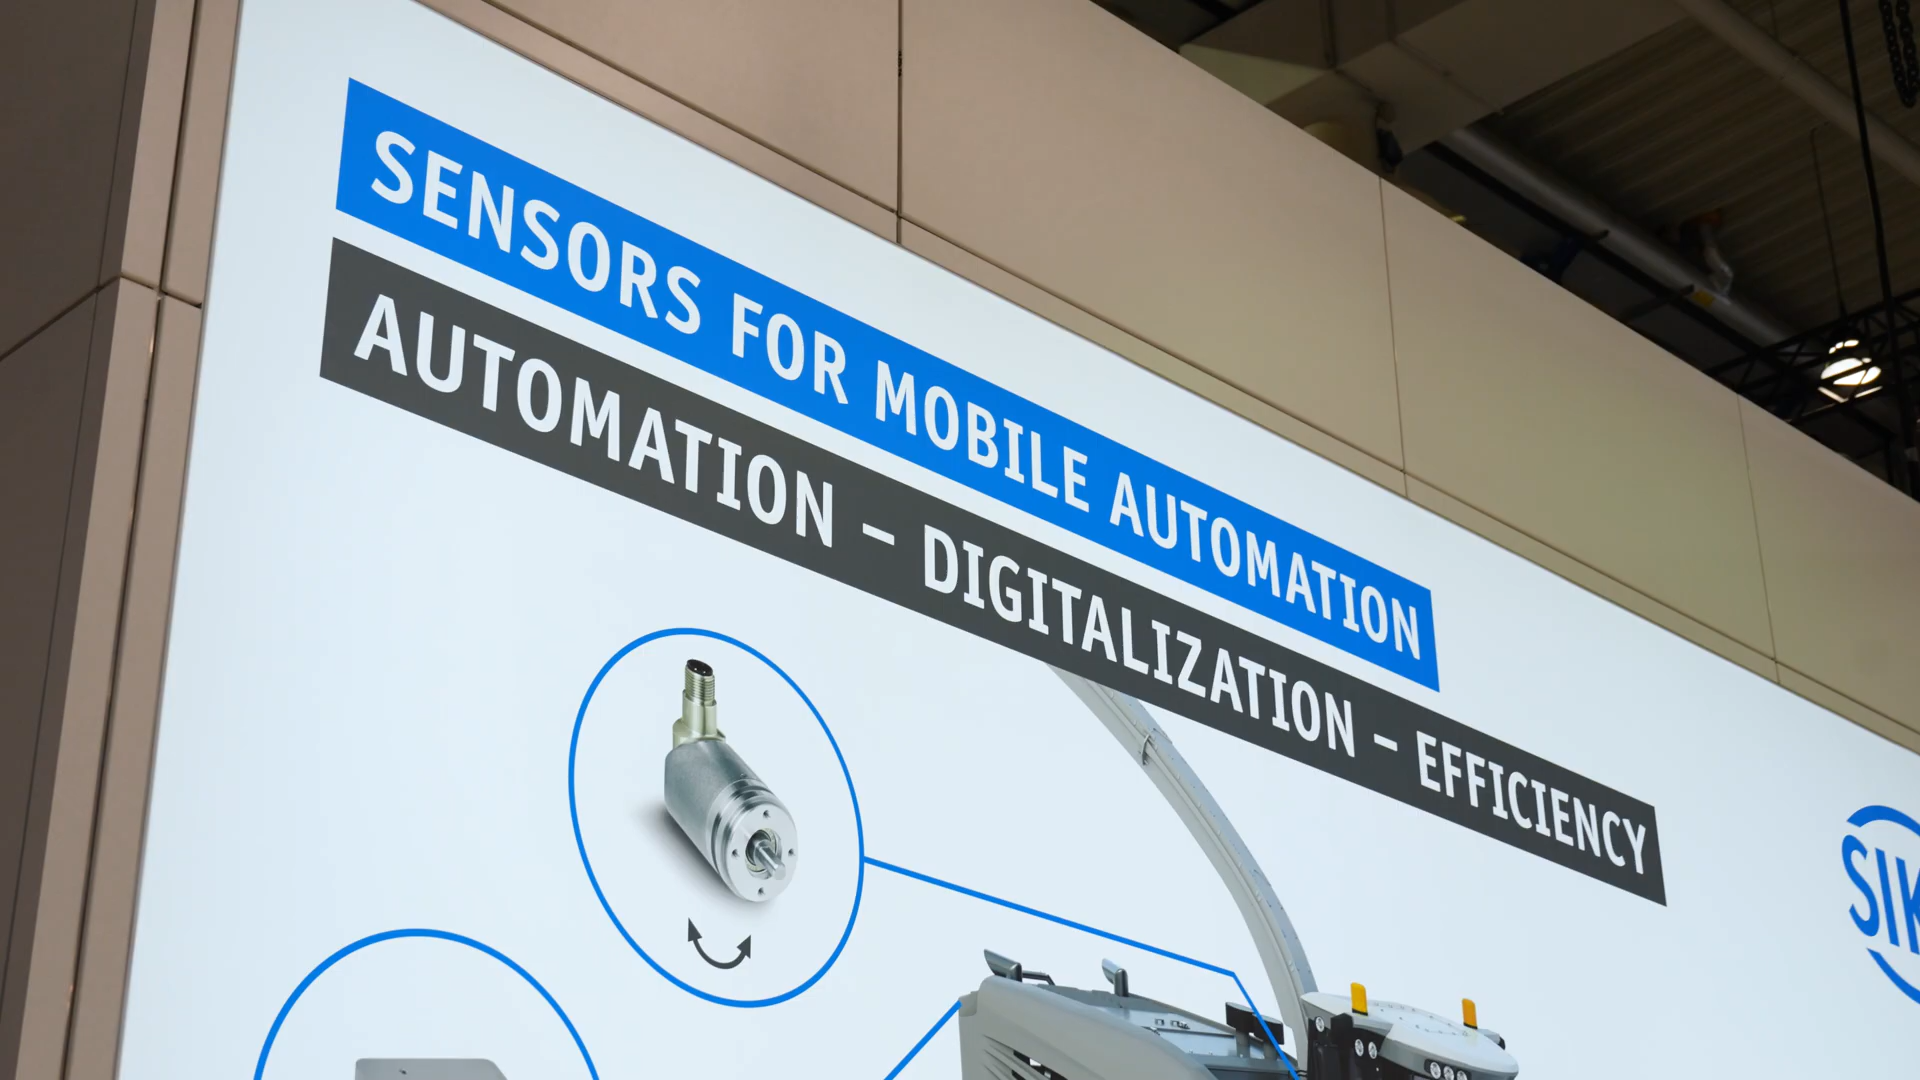 SENSORS FOR MOBILE AUTOMATION
AUTOMATION – DIGITALIZATION – EFFICIENCY